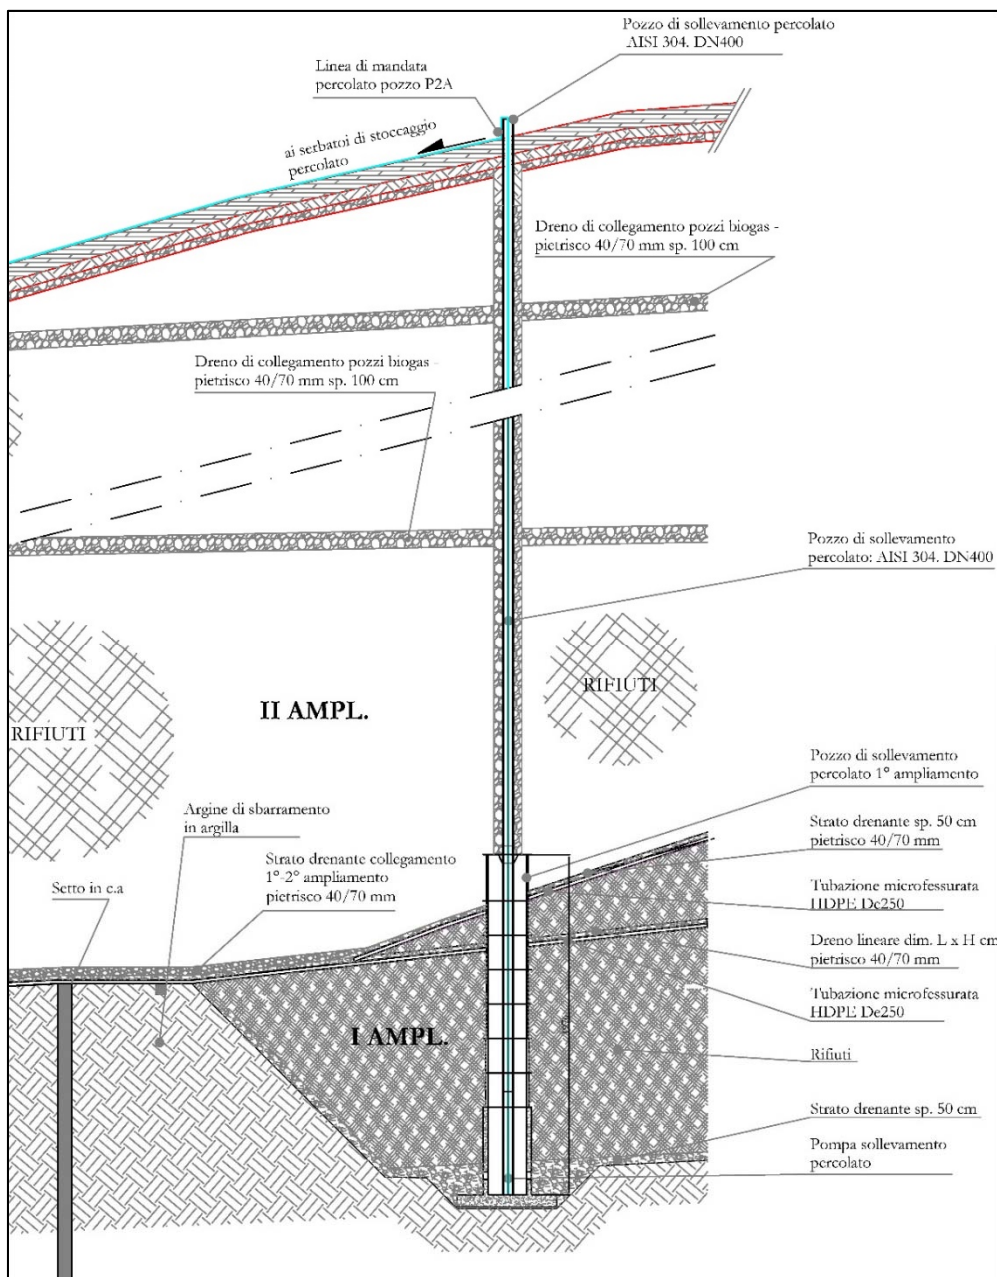 Pozzo di sollevamento percolato
AISI 304. DN400
Linea di mandata
percolato pozzo P2A
ai serbatoi di stoccaggio
percolato
Dreno di collegamento pozzi biogas -
pietrisco 40/70 mm sp. 100 cm
Dreno di collegamento pozzi biogas -
pietrisco 40/70 mm sp. 100 cm
Pozzo di sollevamento
percolato: AISI 304. DN400
RIFIUTI
II AMPL.
RIFIUTI
Pozzo di sollevamento
percolato 1° ampliamento
Argine di sbarramento
in argilla
Strato drenante sp. 50 cm
pietrisco 40/70 mm
Strato drenante collegamento
1°-2° ampliamento
pietrisco 40/70 mm
Setto in c.a
Tubazione microfessurata
HDPE De250
Dreno lineare dim. L x H cm
pietrisco 40/70 mm
Tubazione microfessurata
HDPE De250
I AMPL.
Rifiuti
Strato drenante sp. 50 cm
Pompa sollevamento
percolato